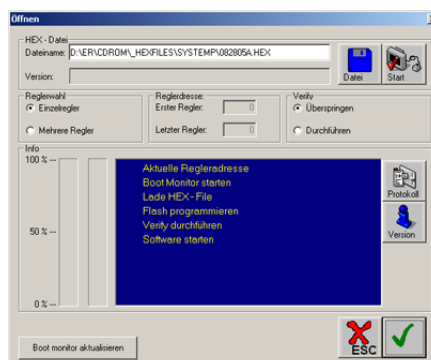 Öffnen
HEX - Datei
Dateiname: D:\ER\CDROM\_HEXFILES\SYSTEMP\082805A.HEX
Version:
Datei
Start
Reglerwahl
Einzelregler
Mehrere Regler
Reglerdresse:
Erster Regler: 0
Letzter Regler: 0
Verify
Überspringen
Durchführen
Info
100 %
50 %
0 %
Aktuelle Regleradresse
Boot Monitor starten
Lade HEX - File
Flash programmieren
Verify durchführen
Software starten
Protokoll
Version
Boot monitor aktualisieren
ESC